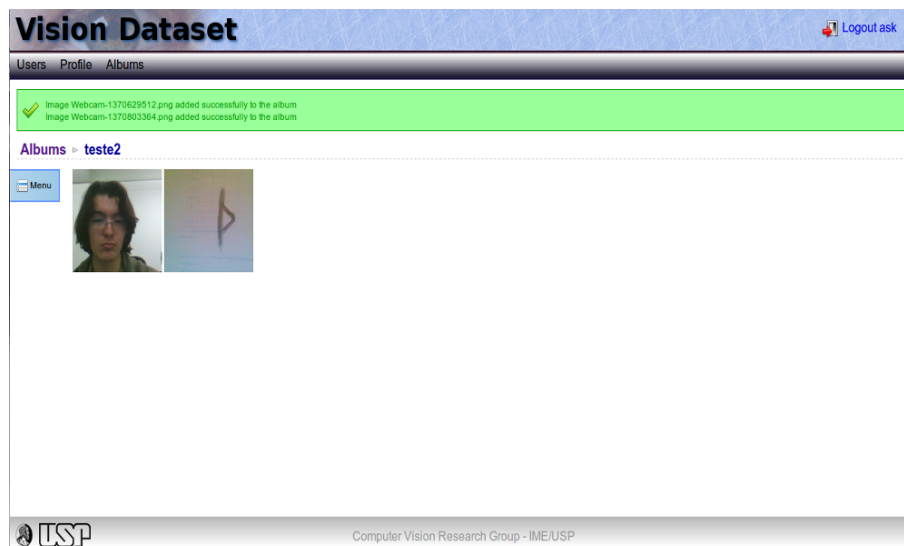 Vision Dataset
Logout ask
Users Profile Albums
Image Webcam-1370629512.png added successfully to the album
Image Webcam-1370803364.png added successfully to the album
Albums ▹ teste2
Menu
USP
Computer Vision Research Group - IME/USP